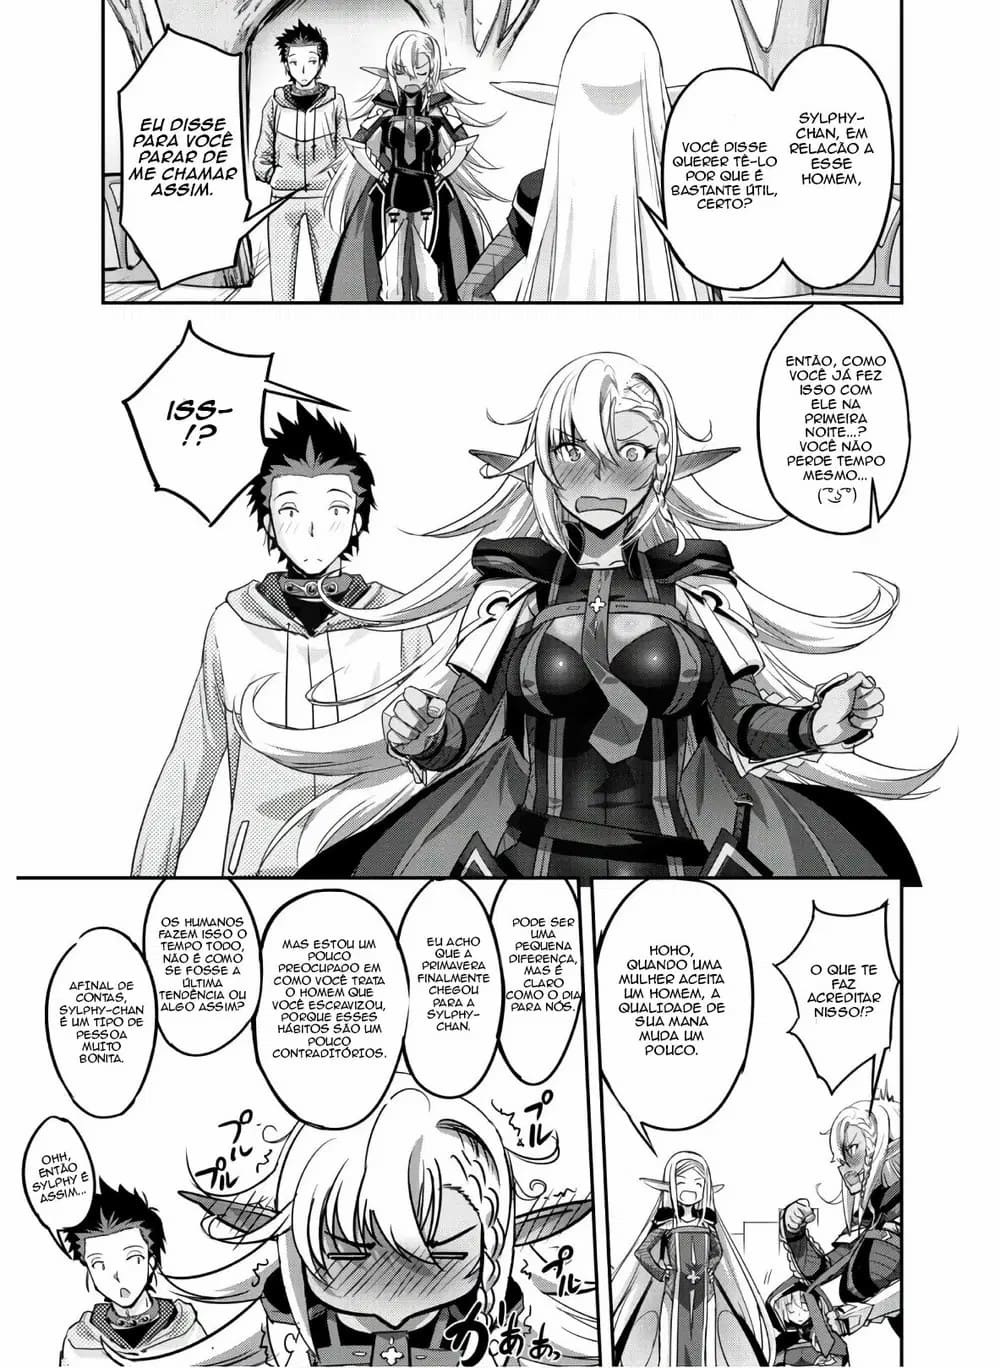 SYLPHY-
CHAN, EM
RELACÃO A
ESSE
HOMEM,
VOCÊ DISSE
QUERER TÊ-LO
POR QUE É
BASTANTE ÚTIL,
CERTO?
EU DISSE
PARA VOCÊ
PARAR DE
ME CHAMAR
ASSIM.
ENTÃO, COMO
VOCÊ JÁ FEZ
ISSO COM
ELE NA
PRIMEIRA
NOITE...?
VOCÊ NÃO
PERDE TEMPO
MESMO...
( ͡° ͜ʖ ͡°)
ISS-
!?
O QUE TE
FAZ
ACREDITAR
NISSO!?
HOHO,
QUANDO UMA
MULHER ACEITA
UM HOMEM, A
QUALIDADE DE
SUA MANA
MUDA UM
POUCO.
PODE SER
UMA
PEQUENA
DIFERENÇA,
MAS É
CLARO
COMO O DIA
PARA NÓS.
EU ACHO
QUE A
PRIMAVERA
FINALMENTE
CHEGOU
PARA A
SYLPHY-
CHAN.
MAS ESTOU UM
POUCO
PREOCUPADO EM
COMO VOCÊ TRATA
O HOMEM QUE
VOCÊ ESCRAVIZOU,
PORQUE ESSES
HÁBITOS SÃO UM
POUCO
CONTRADITÓRIOS.
OS HUMANOS
FAZEM ISSO O
TEMPO TODO,
NÃO É COMO
SE FOSSE A
ÚLTIMA
TENDÊNCIA OU
ALGO ASSIM?
AFINAL DE
CONTAS,
SYLPHY-CHAN
É UM TIPO DE
PESSOA
MUITO
BONITA.
プル
プル
プル
プル
プルッ
カぁぁっ
OHH,
ENTÃO
SYLPHY É
ASSIM...